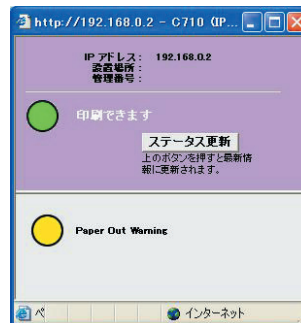 http://192.168.0.2 - C710 (IP...
IP アドレス: 192.168.0.2
設置場所:
管理番号:
印刷できます
ステータス更新
上のボタンを押すと最新情
報に更新されます。
Paper Out Warning
ペ
インターネット